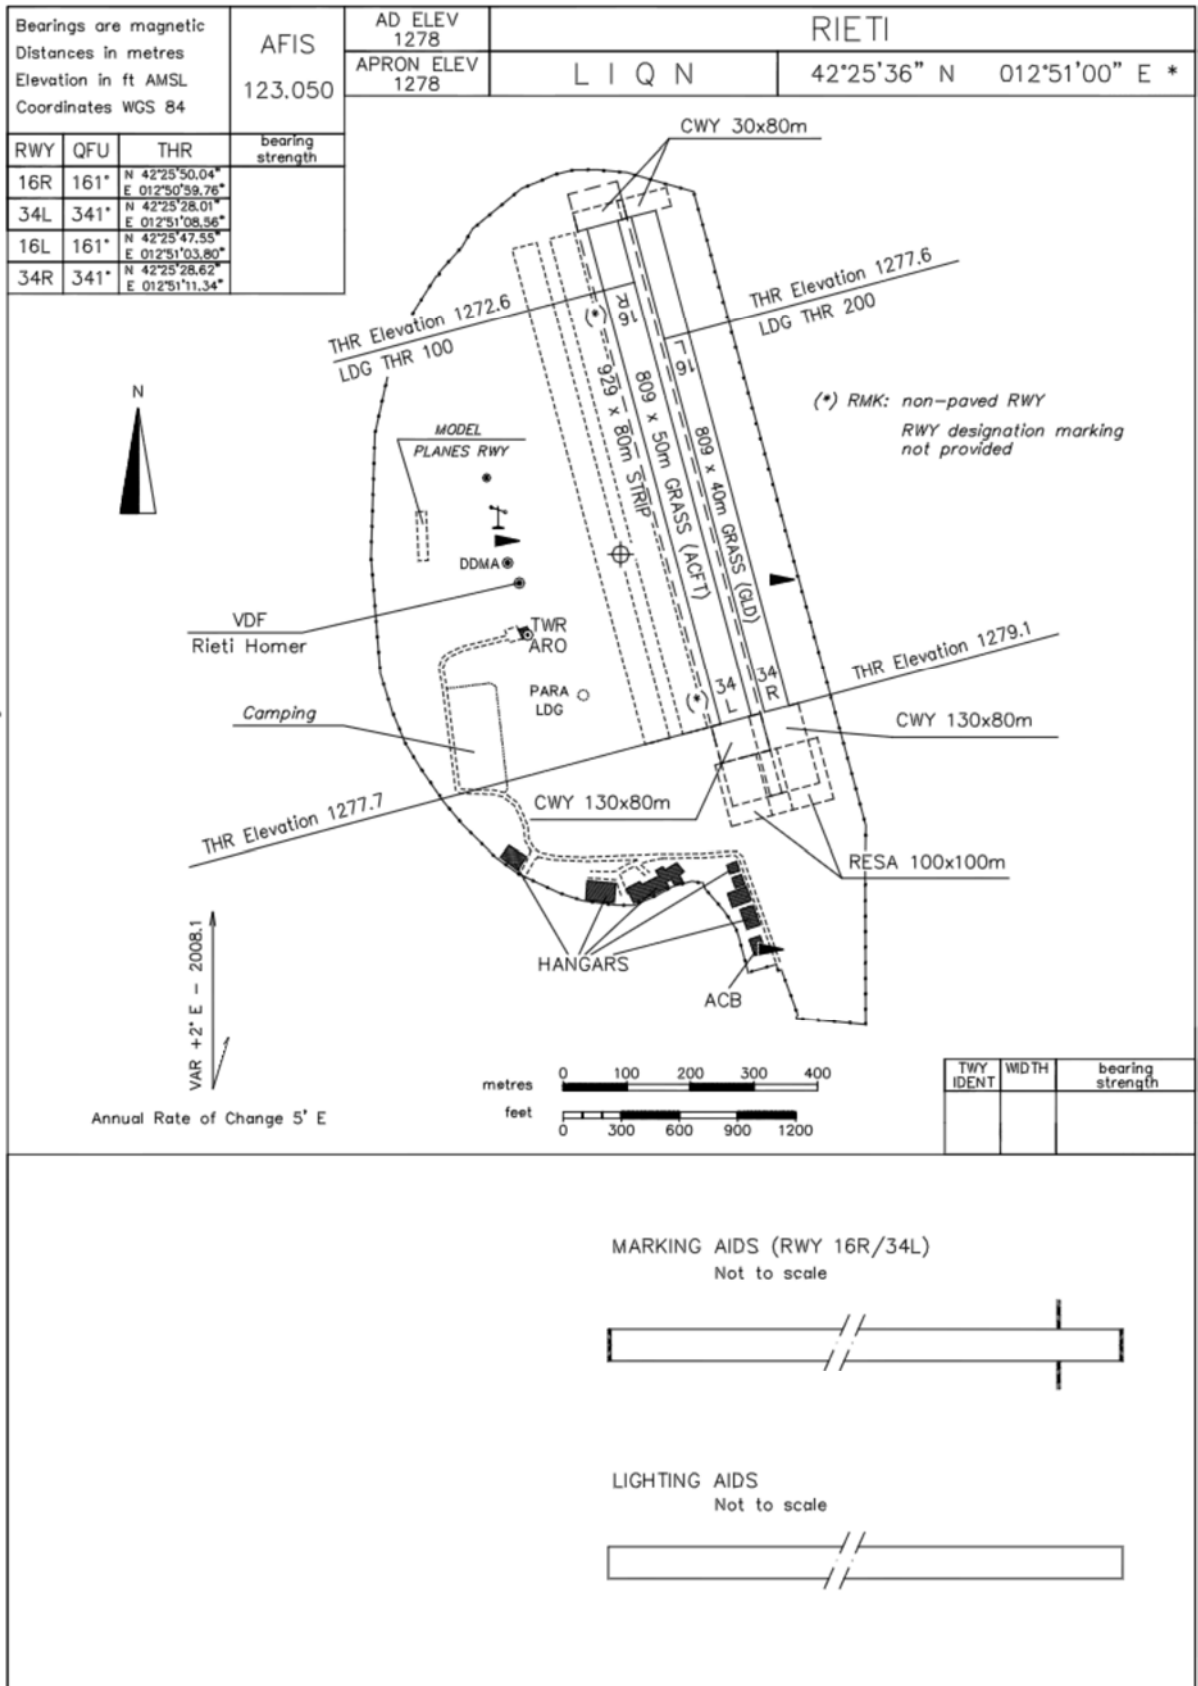 Bearings are magnetic
Distances in metres
Elevation in ft AMSL
Coordinates WGS 84
AFIS
123.050
AD ELEV
1278
APRON ELEV
1278
RIETI
L I Q N
42°25'36" N 012°51'00" E *
RWY QFU THR bearing strength
16R 161° N 42°25'50.04"
E 012°50'59.76"
34L 341° N 42°25'28.01"
E 012°51'08.56"
16L 161° N 42°25'47.55"
E 012°51'03.80"
34R 341° N 42°25'28.62"
E 012°51'11.34"
CWY 30x80m
THR Elevation 1272.6
LDG THR 100
THR Elevation 1277.6
LDG THR 200
(*)
16R
16L
929 x 80m STRIP
809 x 50m GRASS (ACFT)
809 x 40m GRASS (GLD)
(*) RMK: non-paved RWY
RWY designation marking
not provided
N
MODEL
PLANES RWY
DDMA
VDF
Rieti Homer
TWR
ARO
PARA
LDG
(*)
34
L
34
R
THR Elevation 1279.1
Camping
CWY 130x80m
CWY 130x80m
THR Elevation 1277.7
RESA 100x100m
HANGARS
ACB
VAR +2° E - 2008.1
Annual Rate of Change 5' E
metres 0 100 200 300 400
feet 0 300 600 900 1200
TWY IDENT WIDTH bearing strength
MARKING AIDS (RWY 16R/34L)
Not to scale
LIGHTING AIDS
Not to scale